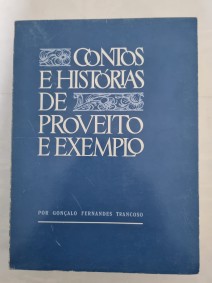 CONTOS
E HISTÓRIAS
DE
PROVEITO
E EXEMPLO
POR GONÇALO FERNANDES TRANCOSO